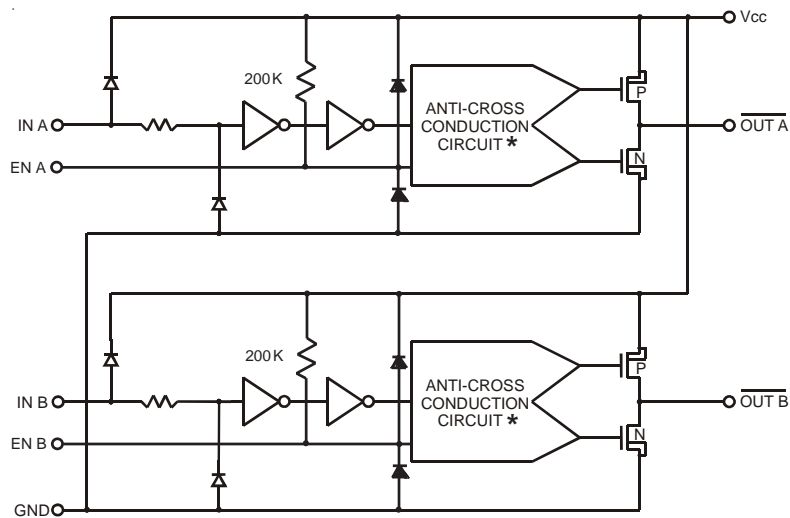 Vcc
200K
P
ANTI-CROSS
CONDUCTION
CIRCUIT *
IN A
OUT A
N
EN A
200K
P
ANTI-CROSS
CONDUCTION
CIRCUIT *
IN B
OUT B
N
EN B
GND